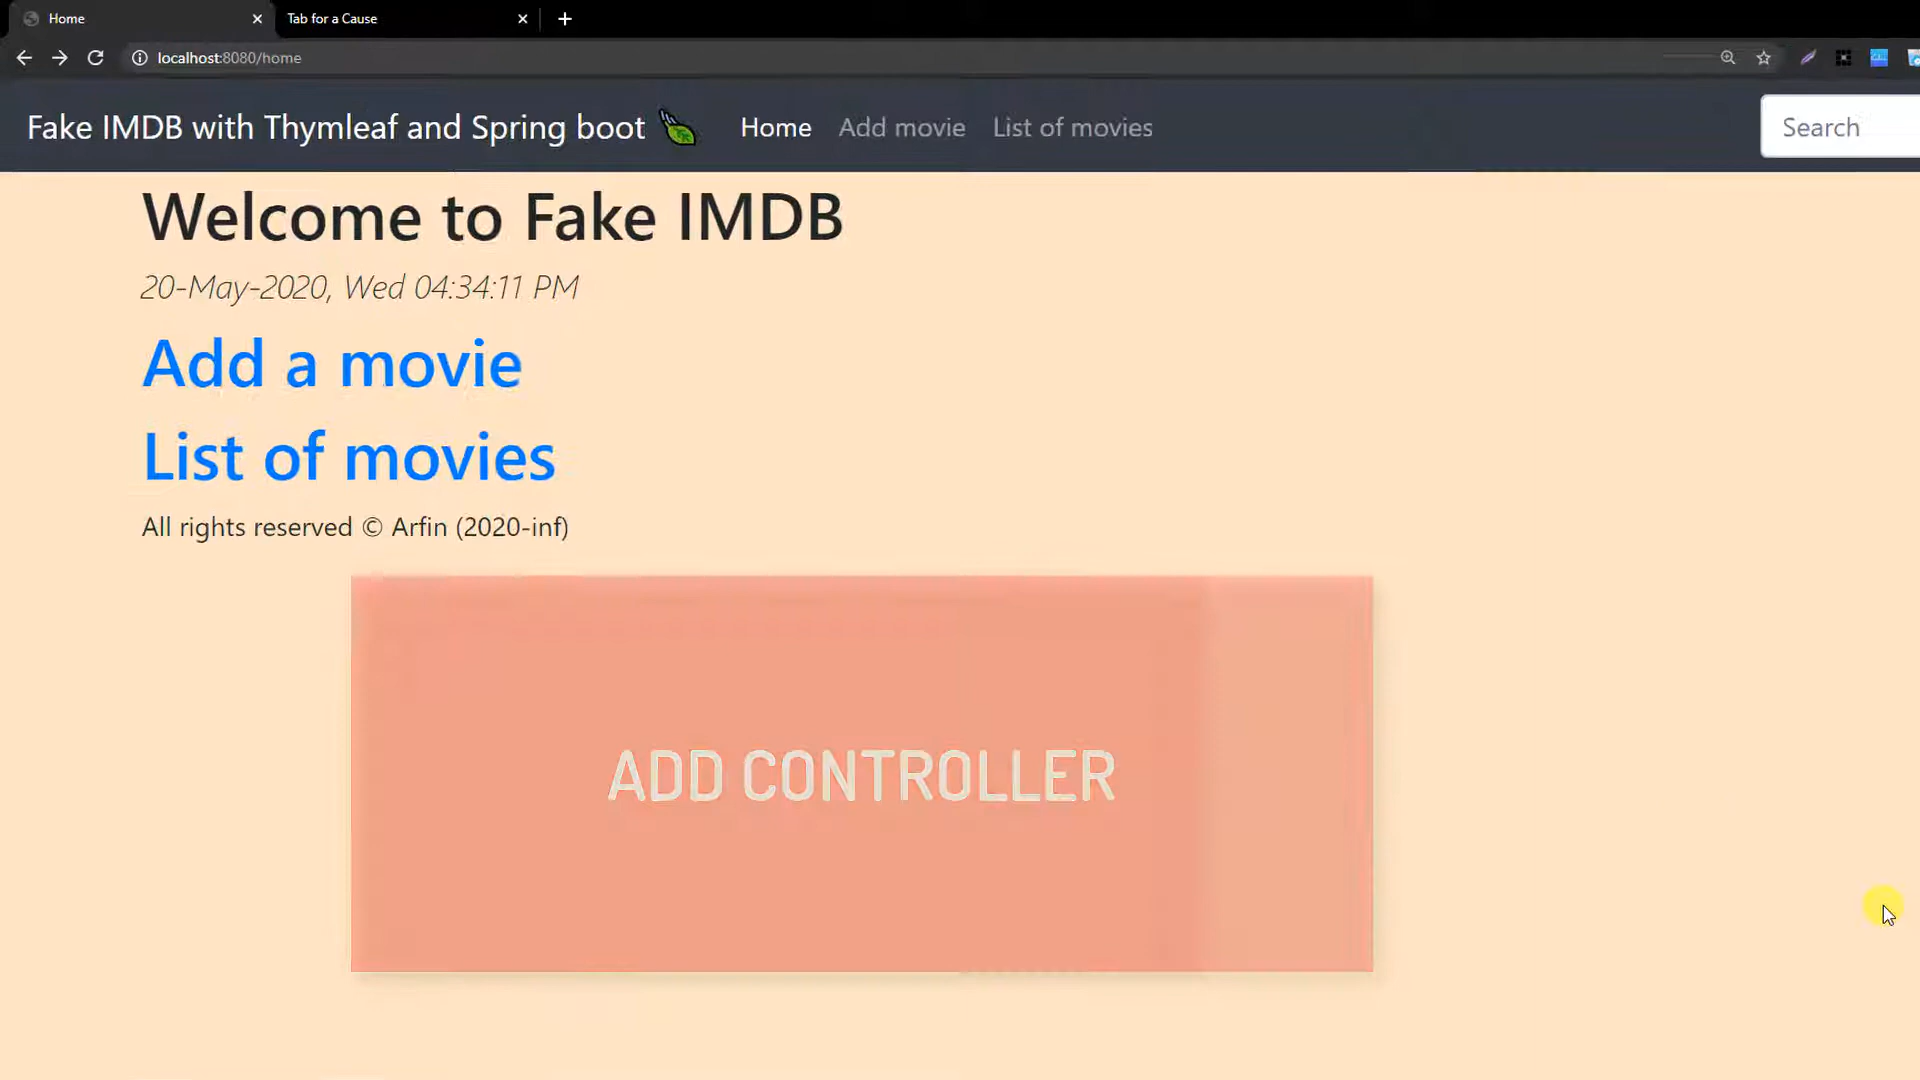 Home
Tab for a Cause
localhost:8080/home
Fake IMDB with Thymleaf and Spring boot
Home
Add movie
List of movies
Search
Welcome to Fake IMDB
20-May-2020, Wed 04:34:11 PM
Add a movie
List of movies
All rights reserved © Arfin (2020-inf)
ADD CONTROLLER